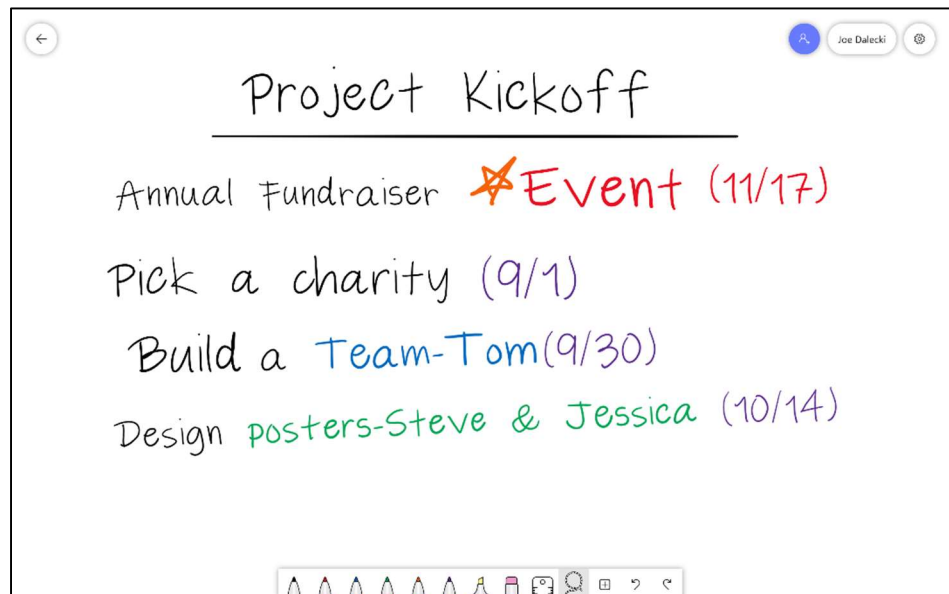 Joe Dalecki
Project Kickoff
Annual Fundraiser Event (11/17)
Pick a charity (9/1)
Build a Team-Tom (9/30)
Design posters-Steve & Jessica (10/14)